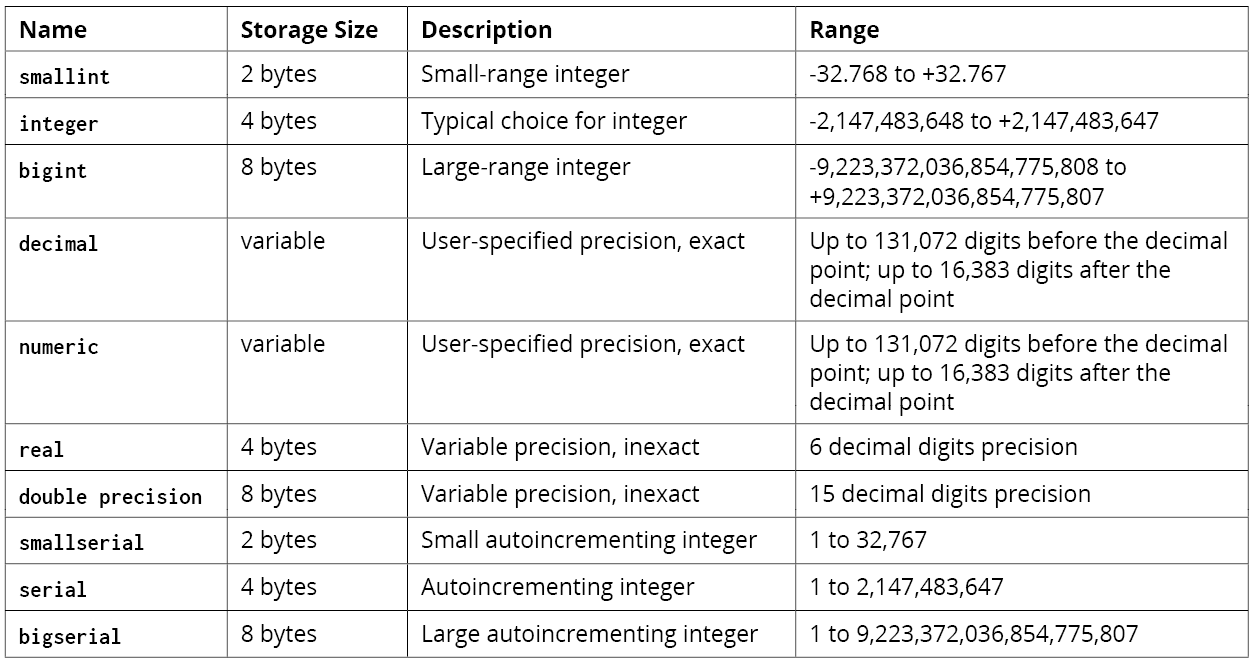 Name Storage Size Description Range
smallint 2 bytes Small-range integer -32.768 to +32.767
integer 4 bytes Typical choice for integer -2,147,483,648 to +2,147,483,647
bigint 8 bytes Large-range integer -9,223,372,036,854,775,808 to
+9,223,372,036,854,775,807
decimal variable User-specified precision, exact Up to 131,072 digits before the decimal
point; up to 16,383 digits after the
decimal point
numeric variable User-specified precision, exact Up to 131,072 digits before the decimal
point; up to 16,383 digits after the
decimal point
real 4 bytes Variable precision, inexact 6 decimal digits precision
double precision 8 bytes Variable precision, inexact 15 decimal digits precision
smallserial 2 bytes Small autoincrementing integer 1 to 32,767
serial 4 bytes Autoincrementing integer 1 to 2,147,483,647
bigserial 8 bytes Large autoincrementing integer 1 to 9,223,372,036,854,775,807